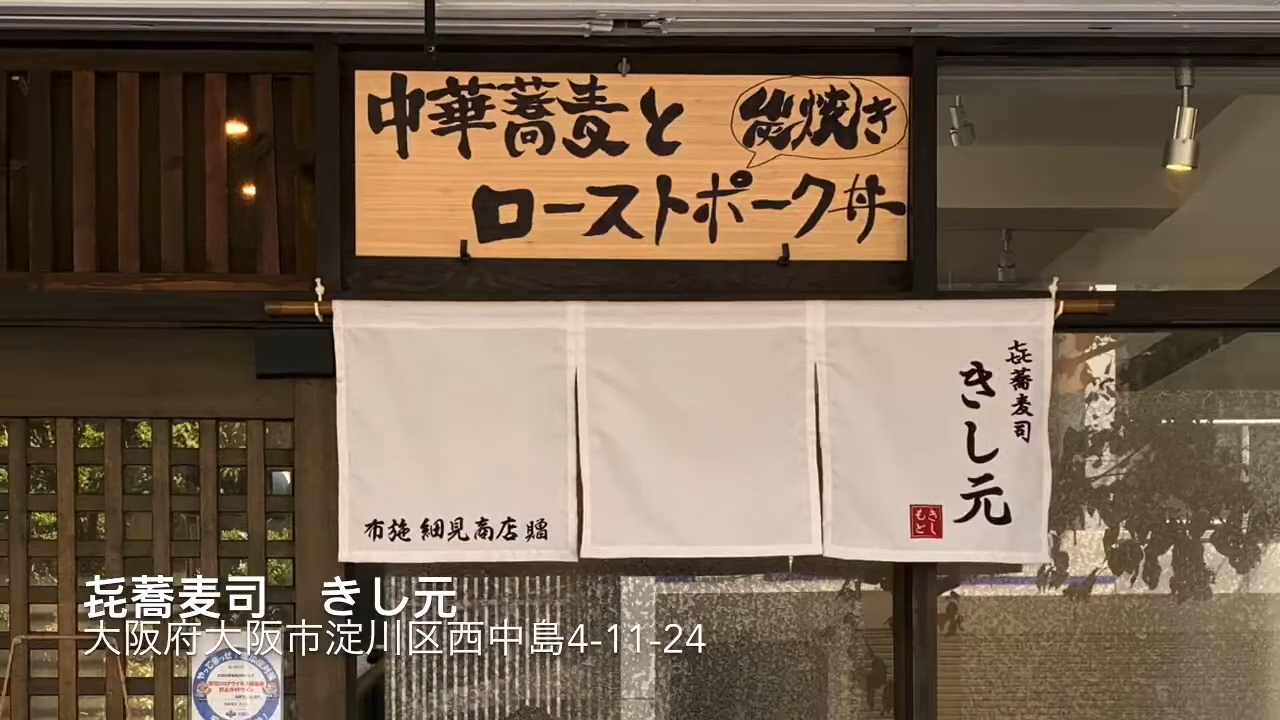 中華蕎麦と 炭焼き
ローストポーク丼
㐂蕎麦司
きし元
きし
もと
布施 細見商店 贈
㐂蕎麦司　きし元
大阪府大阪市淀川区西中島4-11-24